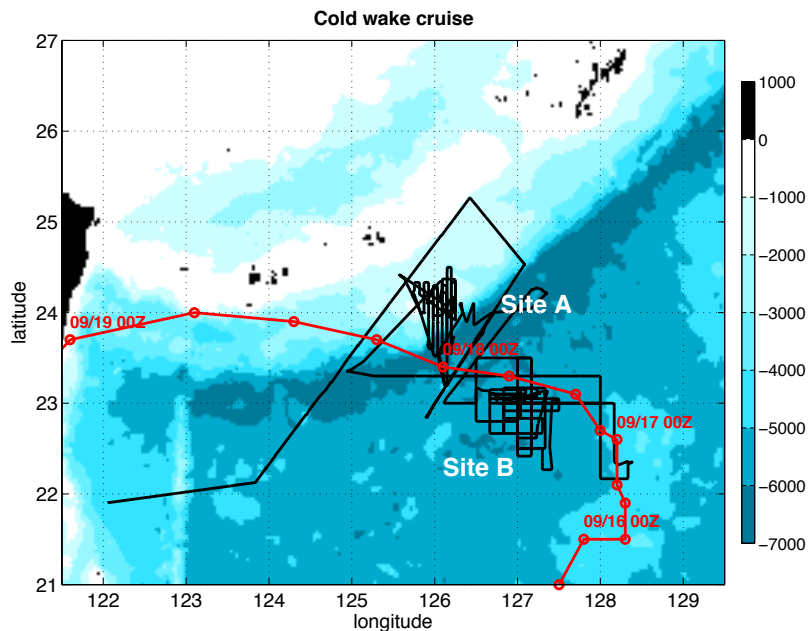 Cold wake cruise
27
26
25
24
23
22
21
latitude
122
123
124
125
126
127
128
129
longitude
Site A
Site B
09/19 00Z
09/18 00Z
09/17 00Z
09/16 00Z
1000
0
−1000
−2000
−3000
−4000
−5000
−6000
−7000